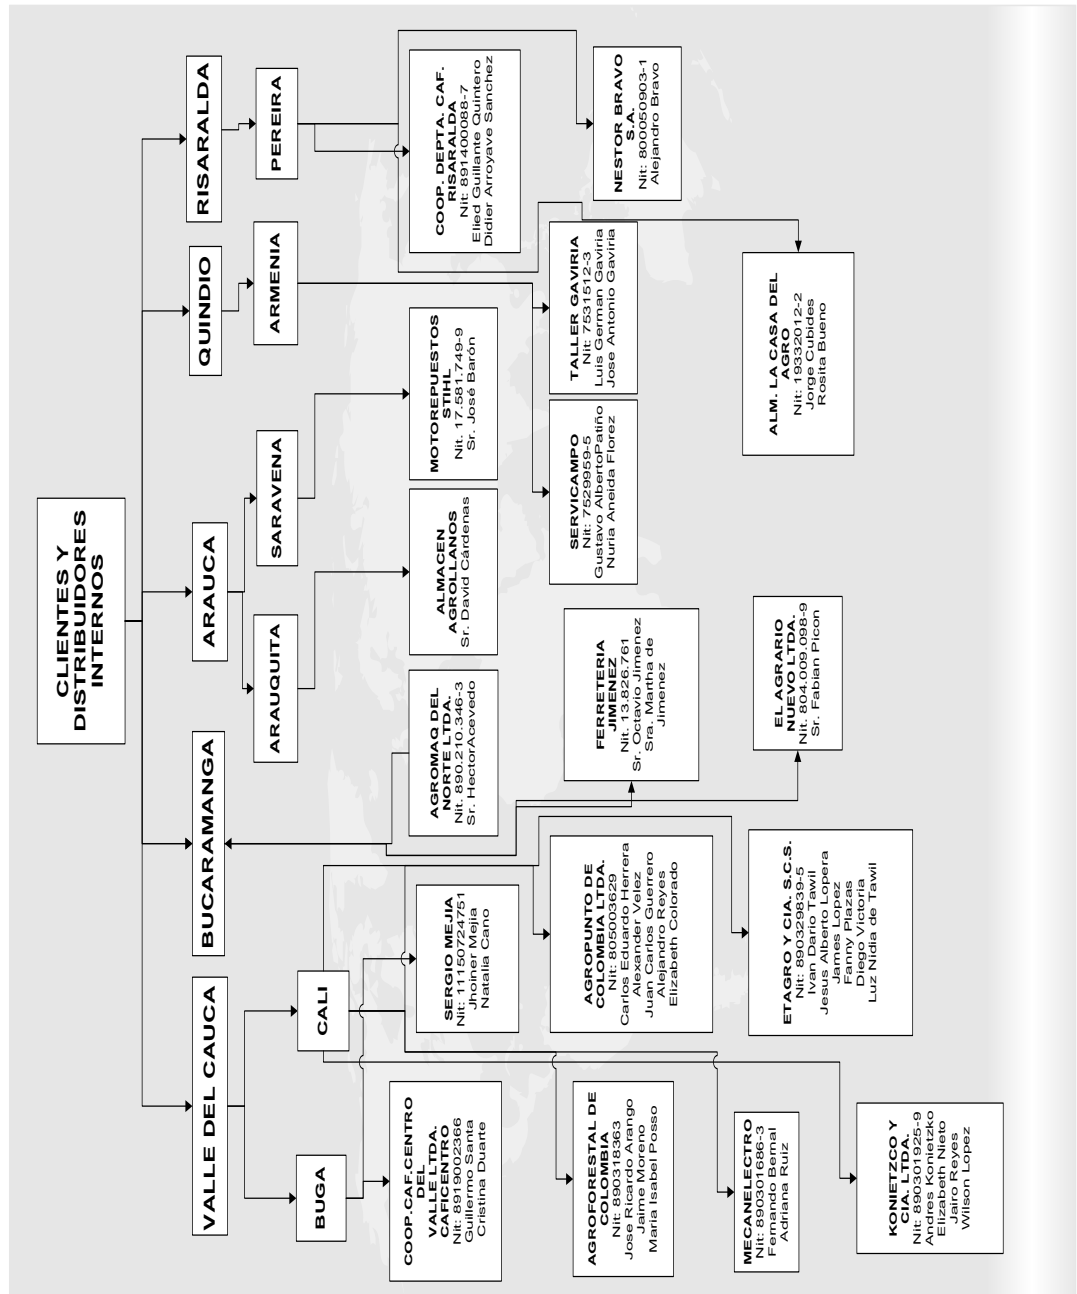 CLIENTES Y
DISTRIBUIDORES
INTERNOS
VALLE DEL CAUCA
BUCARAMANGA
ARAUCA
QUINDIO
RISARALDA
BUGA
CALI
ARAUQUITA
SARAVENA
ARMENIA
PEREIRA
COOP.CAF.CENTRO
DEL
VALLE LTDA.
CAFICENTRO
Nit: 8919002366
Guillermo Santa
Cristina Duarte
SERGIO MEJIA
Nit: 11150724751
Jhoiner Mejia
Natalia Cano
AGROMAQ DEL
NORTE LTDA.
Nit. 890.210.346-3
Sr. HectorAcevedo
ALMACEN
AGROLLANOS
Sr. David Cárdenas
MOTOREPUESTOS
STIHL
Nit. 17.581.749-9
Sr. José Barón
COOP. DEPTA. CAF.
RISARALDA
Nit: 891400088-7
Elied Guillante Quintero
Didier Arroyave Sanchez
AGROFORESTAL DE
COLOMBIA
Nit: 890318363
Jose Ricardo Arango
Jaime Moreno
Maria Isabel Posso
AGROPUNTO DE
COLOMBIA LTDA.
Nit: 805003629
Carlos Eduardo Herrera
Alexander Velez
Juan Carlos Guerrero
Alejandro Reyes
Elizabeth Colorado
FERRETERIA
JIMENEZ
Nit. 13.826.761
Sr. Octavio Jimenez
Sra. Martha de
Jimenez
SERVICAMPO
Nit: 7529959-5
Gustavo AlbertoPatiño
Nuria Aneida Florez
TALLER GAVIRIA
Nit: 7531512-3
Luis German Gaviria
Jose Antonio Gaviria
NESTOR BRAVO
S.A.
Nit: 800050903-1
Alejandro Bravo
MECANELECTRO
Nit: 890301686-3
Fernando Bernal
Adriana Ruiz
ETAGRO Y CIA. S.C.S.
Nit: 890329839-5
Ivan Dario Tawil
Jesus Alberto Lopera
James Lopez
Fanny Plazas
Diego Victoria
Luz Nidia de Tawil
EL AGRARIO
NUEVO LTDA.
Nit. 804.009.098-9
Sr. Fabian Picon
ALM. LA CASA DEL
AGRO
Nit: 19332012-2
Jorge Cubides
Rosita Bueno
KONIETZCO Y
CIA. LTDA.
Nit: 890301925-9
Andres Konietzko
Elizabeth Nieto
Jairo Reyes
Wilson Lopez